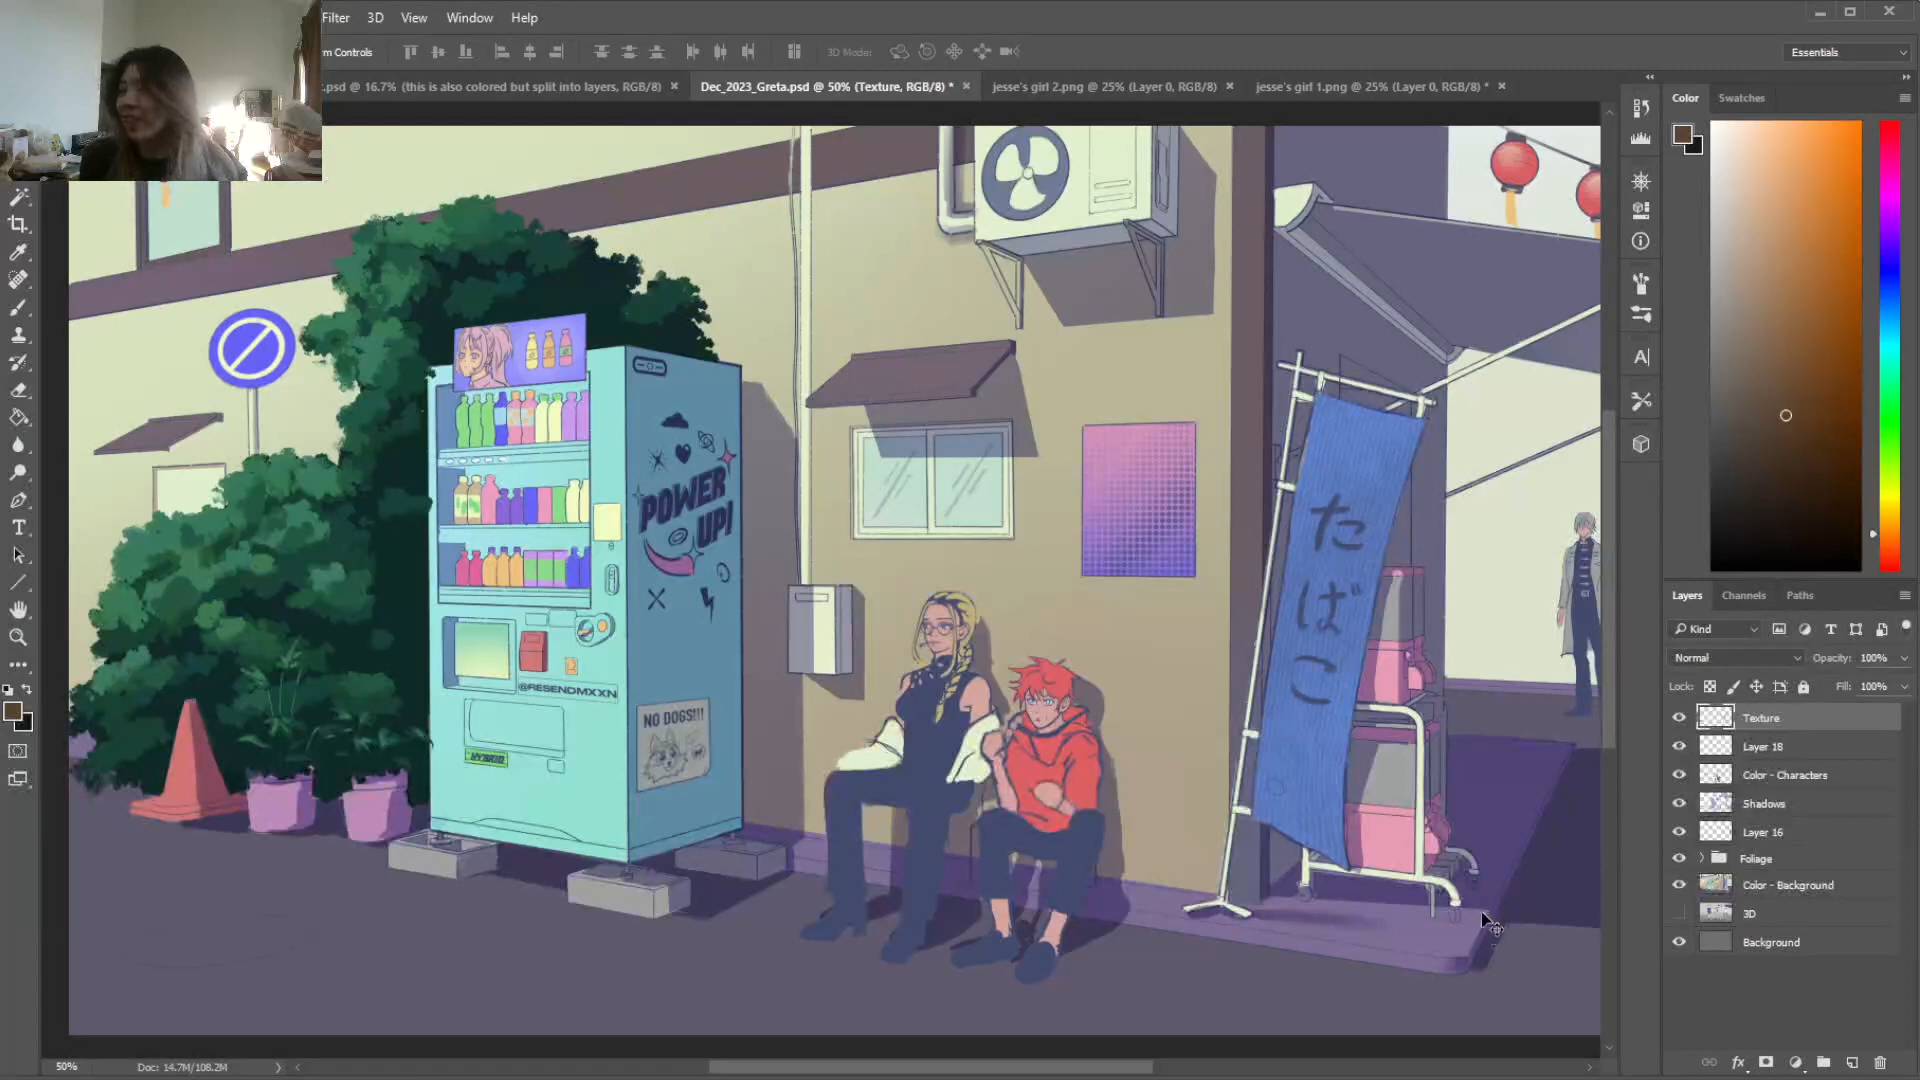 Filter 3D View Window Help
m Controls
3D Mode:
Essentials
.psd @ 16.7% (this is also colored but split into layers, RGB/8) ×
Dec_2023_Greta.psd @ 50% (Texture, RGB/8) * ×
jesse's girl 2.png @ 25% (Layer 0, RGB/8) ×
jesse's girl 1.png @ 25% (Layer 0, RGB/8) * ×
Color Swatches
POWER
UP!
@RESENDMXXN
HYBRID
NO DOGS!!!
たばこ
Layers Channels Paths
Kind
Normal Opacity: 100%
Lock: Fill: 100%
Texture
Layer 18
Color - Characters
Shadows
Layer 16
Foliage
Color - Background
3D
Background
50% Doc: 14.7M/108.2M